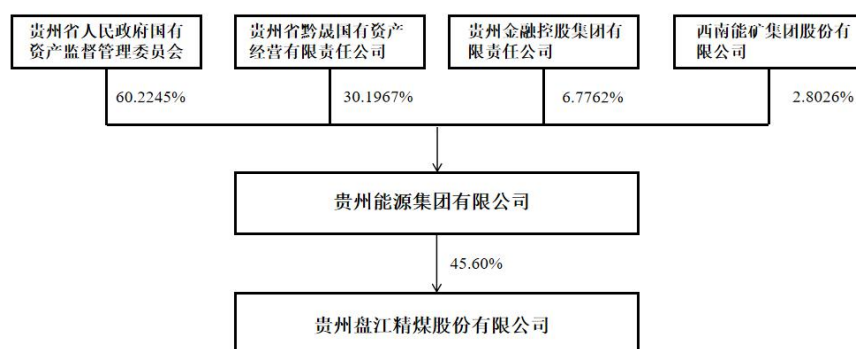 贵州省人民政府国有
资产监督管理委员会
贵州省黔晟国有资产
经营有限责任公司
贵州金融控股集团有
限责任公司
西南能矿集团股份有
限公司
60.2245%
30.1967%
6.7762%
2.8026%
贵州能源集团有限公司
45.60%
贵州盘江精煤股份有限公司